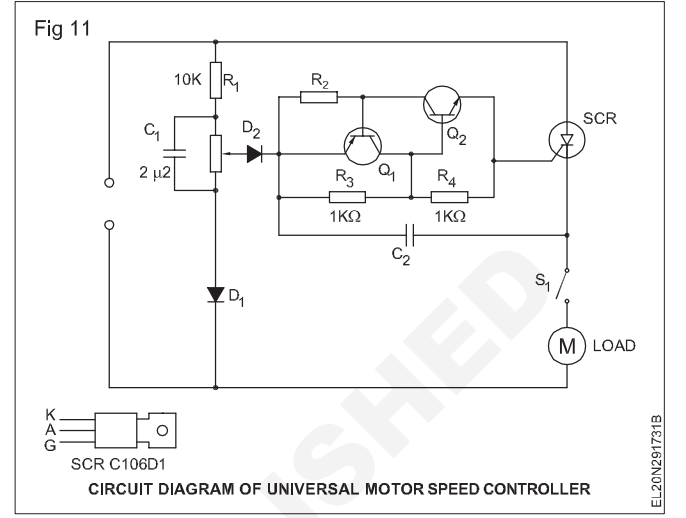 Fig 11
10K R1
C1
2 µ2
D2
R2
Q1
Q2
SCR
R3
1KΩ
R4
1KΩ
C2
S1
D1
M LOAD
K
A
G
SCR C106D1
CIRCUIT DIAGRAM OF UNIVERSAL MOTOR SPEED CONTROLLER
EL20N291731B
ISHED